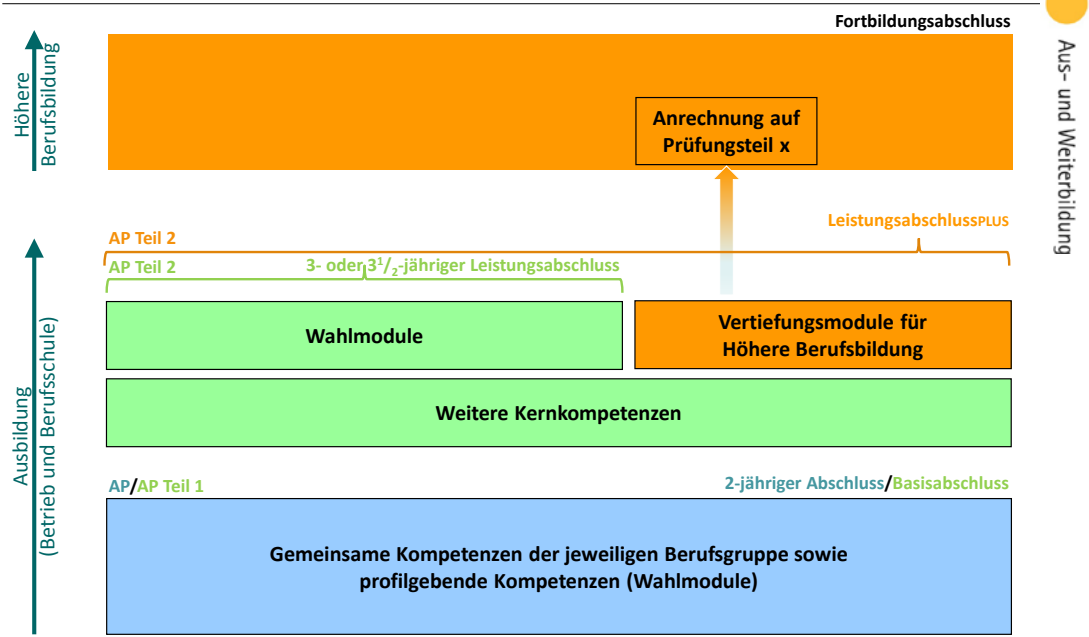 Fortbildungsabschluss
Höhere
Berufsbildung
Anrechnung auf
Prüfungsteil x
Aus- und Weiterbildung
LeistungsabschlussPLUS
AP Teil 2
AP Teil 2
3- oder 3¹/₂-jähriger Leistungsabschluss
Wahlmodule
Vertiefungsmodule für
Höhere Berufsbildung
Weitere Kernkompetenzen
Ausbildung
(Betrieb und Berufsschule)
AP/AP Teil 1
2-jähriger Abschluss/Basisabschluss
Gemeinsame Kompetenzen der jeweiligen Berufsgruppe sowie
profilgebende Kompetenzen (Wahlmodule)